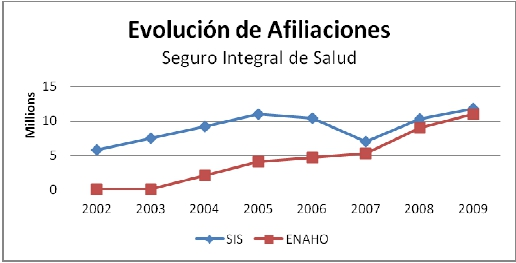 Evolución de Afiliaciones
Seguro Integral de Salud
Millions
15
10
5
0
2002 2003 2004 2005 2006 2007 2008 2009
SIS ENAHO